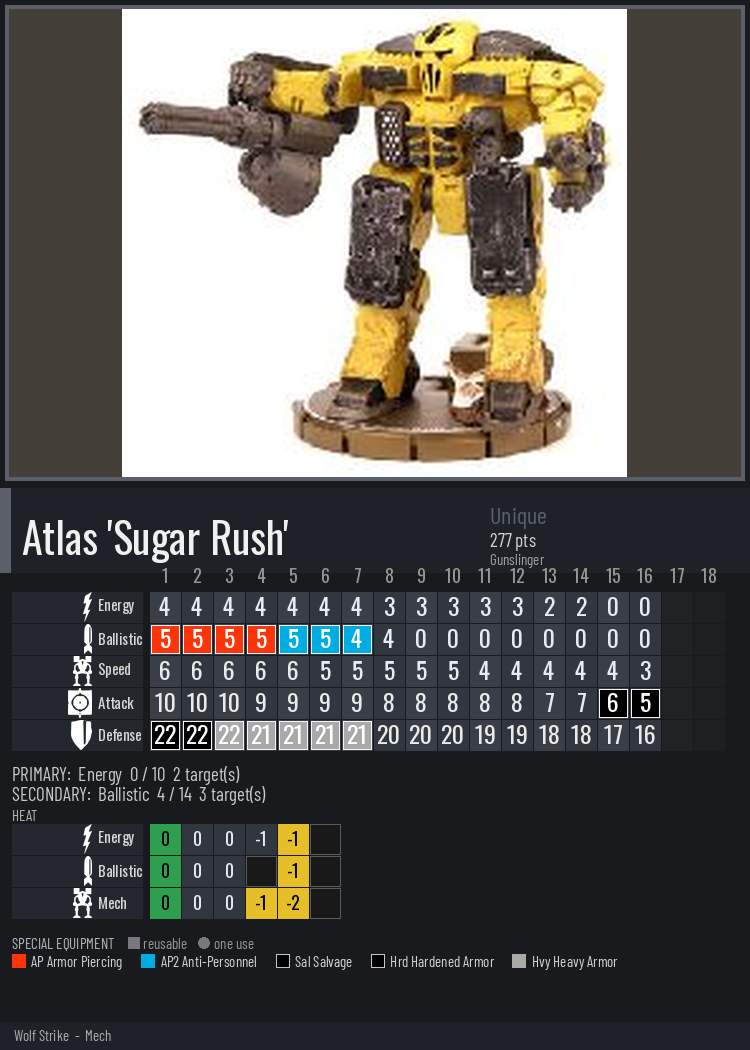 Atlas 'Sugar Rush'
Unique
277 pts
Gunslinger
1 2 3 4 5 6 7 8 9 10 11 12 13 14 15 16 17 18
Energy 4 4 4 4 4 4 4 3 3 3 3 3 2 2 0 0
Ballistic 5 5 5 5 5 5 4 4 0 0 0 0 0 0 0 0
Speed 6 6 6 6 6 5 5 5 5 5 4 4 4 4 4 3
Attack 10 10 10 9 9 9 9 8 8 8 8 8 7 7 6 5
Defense 22 22 22 21 21 21 21 20 20 20 19 19 18 18 17 16
PRIMARY: Energy 0 / 10 2 target(s)
SECONDARY: Ballistic 4 / 14 3 target(s)
HEAT
Energy 0 0 0 -1 -1
Ballistic 0 0 0 -1
Mech 0 0 0 -1 -2
SPECIAL EQUIPMENT reusable one use
AP Armor Piercing AP2 Anti-Personnel Sal Salvage Hrd Hardened Armor Hvy Heavy Armor
Wolf Strike - Mech